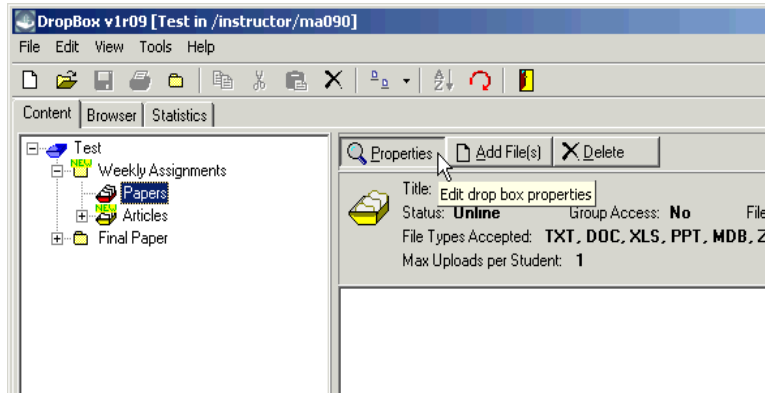 DropBox v1r09 [Test in /instructor/ma090]
File Edit View Tools Help
Content Browser Statistics
Test
NEW Weekly Assignments
Papers
NEW Articles
Final Paper
Properties Add File(s) Delete
Title:
Edit drop box properties
Status: Online Group Access: No File
File Types Accepted: TXT, DOC, XLS, PPT, MDB, Z
Max Uploads per Student: 1